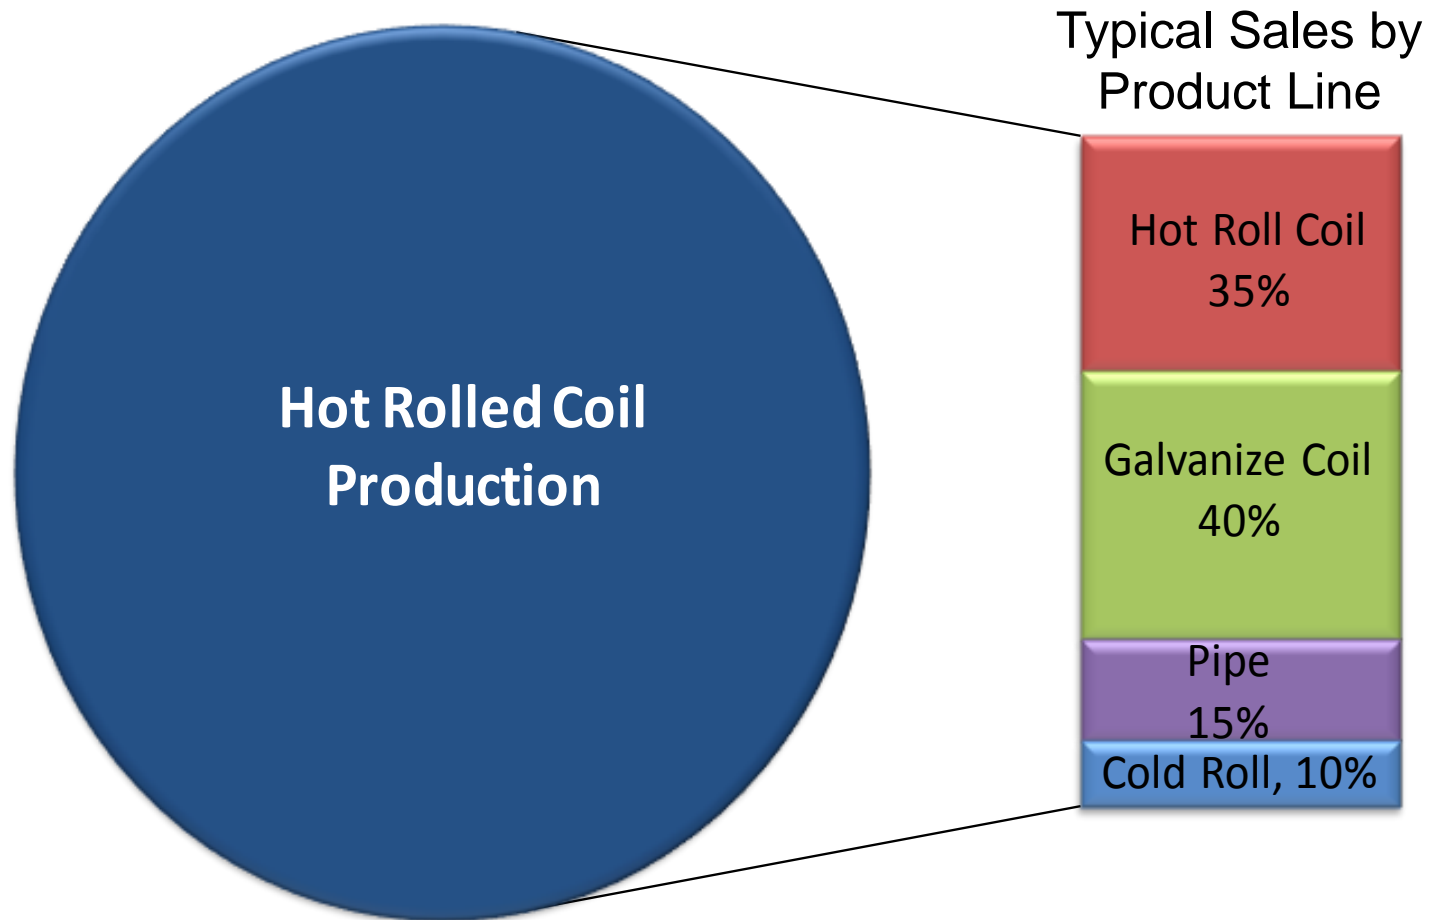 Typical Sales by
Product Line
Hot Rolled Coil
Production
Hot Roll Coil
35%
Galvanize Coil
40%
Pipe
15%
Cold Roll, 10%